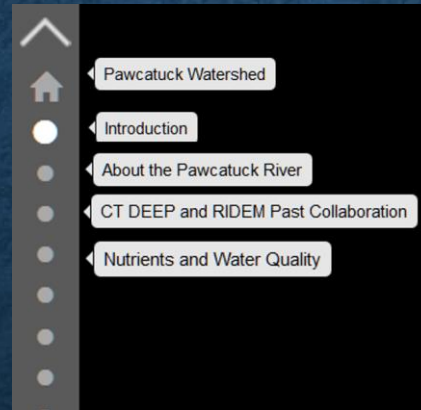 Pawcatuck Watershed
Introduction
About the Pawcatuck River
CT DEEP and RIDEM Past Collaboration
Nutrients and Water Quality